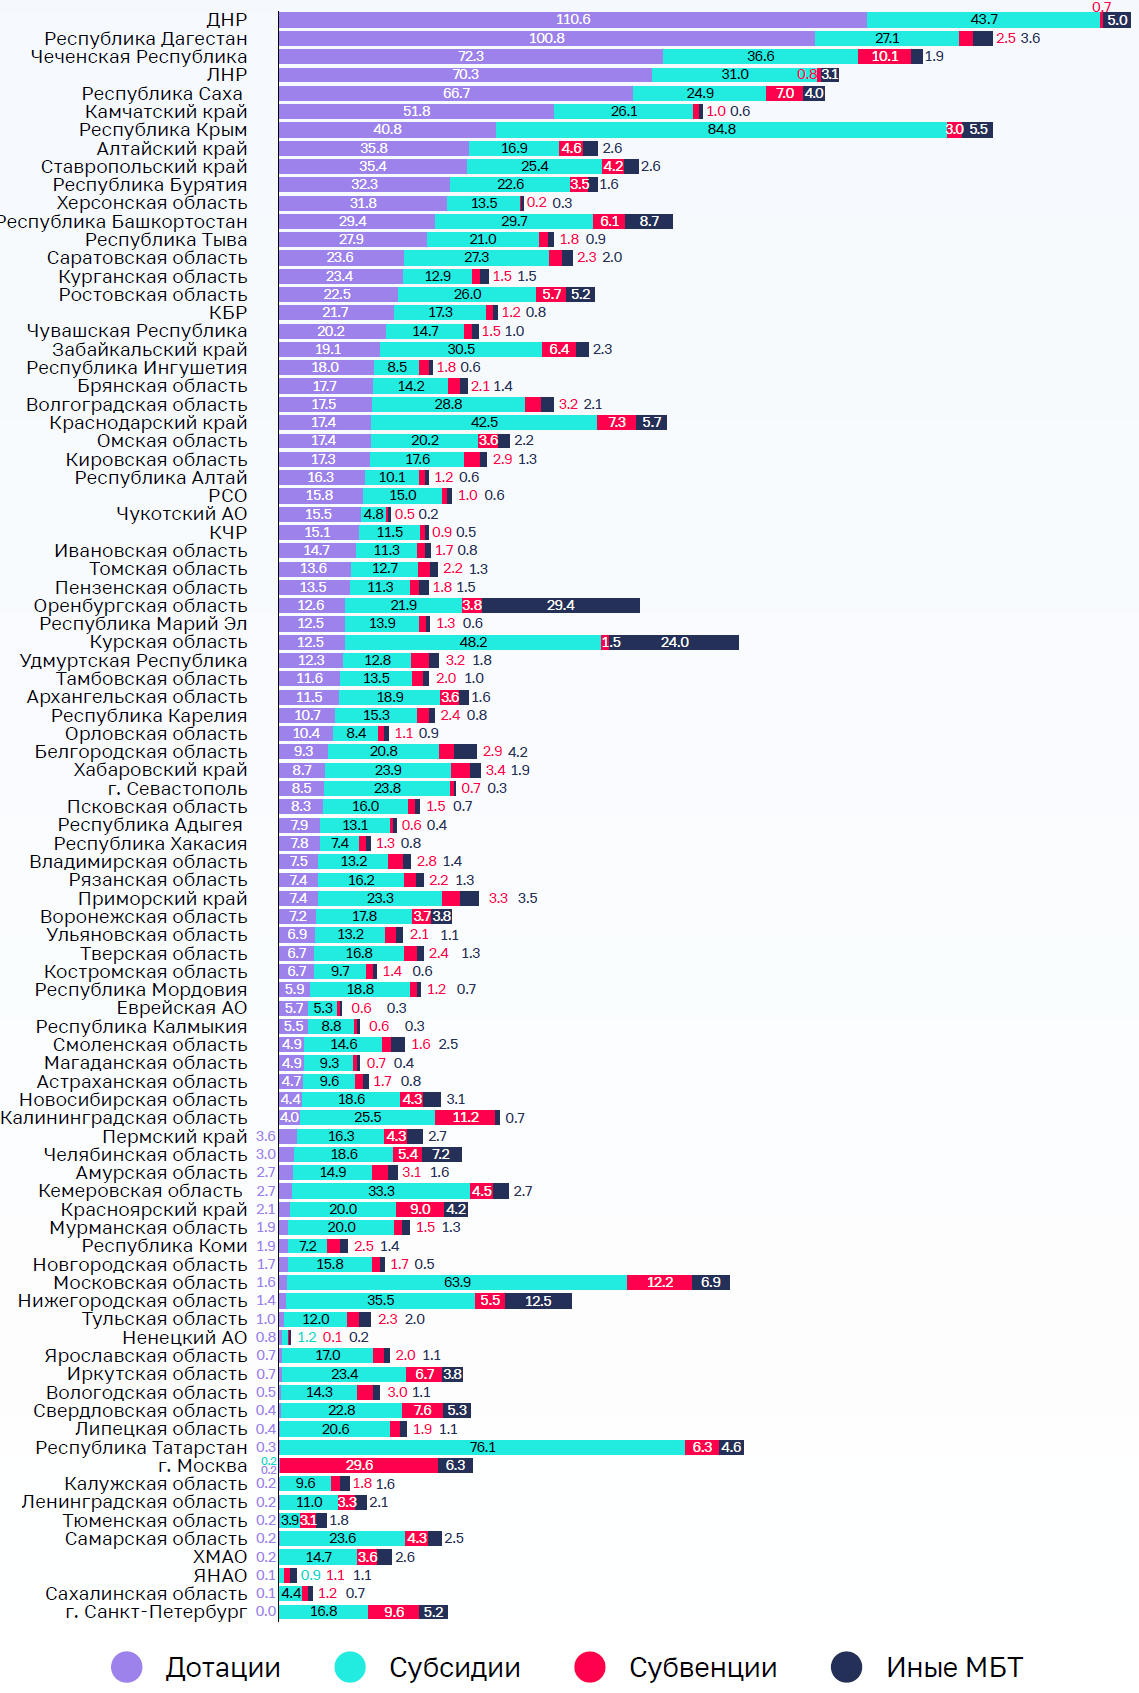 0.7
ДНР 110.6 43.7 5.0
Республика Дагестан 100.8 27.1 2.5 3.6
Чеченская Республика 72.3 36.6 10.1 1.9
ЛНР 70.3 31.0 0.8 3.1
Республика Саха 66.7 24.9 7.0 4.0
Камчатский край 51.8 26.1 1.0 0.6
Республика Крым 40.8 84.8 3.0 5.5
Алтайский край 35.8 16.9 4.6 2.6
Ставропольский край 35.4 25.4 4.2 2.6
Республика Бурятия 32.3 22.6 3.5 1.6
Херсонская область 31.8 13.5 0.2 0.3
Республика Башкортостан 29.4 29.7 6.1 8.7
Республика Тыва 27.9 21.0 1.8 0.9
Саратовская область 23.6 27.3 2.3 2.0
Курганская область 23.4 12.9 1.5 1.5
Ростовская область 22.5 26.0 5.7 5.2
КБР 21.7 17.3 1.2 0.8
Чувашская Республика 20.2 14.7 1.5 1.0
Забайкальский край 19.1 30.5 6.4 2.3
Республика Ингушетия 18.0 8.5 1.8 0.6
Брянская область 17.7 14.2 2.1 1.4
Волгоградская область 17.5 28.8 3.2 2.1
Краснодарский край 17.4 42.5 7.3 5.7
Омская область 17.4 20.2 3.6 2.2
Кировская область 17.3 17.6 2.9 1.3
Республика Алтай 16.3 10.1 1.2 0.6
РСО 15.8 15.0 1.0 0.6
Чукотский АО 15.5 4.8 0.5 0.2
КЧР 15.1 11.5 0.9 0.5
Ивановская область 14.7 11.3 1.7 0.8
Томская область 13.6 12.7 2.2 1.3
Пензенская область 13.5 11.3 1.8 1.5
Оренбургская область 12.6 21.9 3.8 29.4
Республика Марий Эл 12.5 13.9 1.3 0.6
Курская область 12.5 48.2 1.5 24.0
Удмуртская Республика 12.3 12.8 3.2 1.8
Тамбовская область 11.6 13.5 2.0 1.0
Архангельская область 11.5 18.9 3.6 1.6
Республика Карелия 10.7 15.3 2.4 0.8
Орловская область 10.4 8.4 1.1 0.9
Белгородская область 9.3 20.8 2.9 4.2
Хабаровский край 8.7 23.9 3.4 1.9
г. Севастополь 8.5 23.8 0.7 0.3
Псковская область 8.3 16.0 1.5 0.7
Республика Адыгея 7.9 13.1 0.6 0.4
Республика Хакасия 7.8 7.4 1.3 0.8
Владимирская область 7.5 13.2 2.8 1.4
Рязанская область 7.4 16.2 2.2 1.3
Приморский край 7.4 23.3 3.3 3.5
Воронежская область 7.2 17.8 3.7 3.8
Ульяновская область 6.9 13.2 2.1 1.1
Тверская область 6.7 16.8 2.4 1.3
Костромская область 6.7 9.7 1.4 0.6
Республика Мордовия 5.9 18.8 1.2 0.7
Еврейская АО 5.7 5.3 0.6 0.3
Республика Калмыкия 5.5 8.8 0.6 0.3
Смоленская область 4.9 14.6 1.6 2.5
Магаданская область 4.9 9.3 0.7 0.4
Астраханская область 4.7 9.6 1.7 0.8
Новосибирская область 4.4 18.6 4.3 3.1
Калининградская область 4.0 25.5 11.2 0.7
Пермский край 3.6 16.3 4.3 2.7
Челябинская область 3.0 18.6 5.4 7.2
Амурская область 2.7 14.9 3.1 1.6
Кемеровская область 2.7 33.3 4.5 2.7
Красноярский край 2.1 20.0 9.0 4.2
Мурманская область 1.9 20.0 1.5 1.3
Республика Коми 1.9 7.2 2.5 1.4
Новгородская область 1.7 15.8 1.7 0.5
Московская область 1.6 63.9 12.2 6.9
Нижегородская область 1.4 35.5 5.5 12.5
Тульская область 1.0 12.0 2.3 2.0
Ненецкий АО 0.8 1.2 0.1 0.2
Ярославская область 0.7 17.0 2.0 1.1
Иркутская область 0.7 23.4 6.7 3.8
Вологодская область 0.5 14.3 3.0 1.1
Свердловская область 0.4 22.8 7.6 5.3
Липецкая область 0.4 20.6 1.9 1.1
Республика Татарстан 0.3 76.1 6.3 4.6
г. Москва 0.2 0.2 29.6 6.3
Калужская область 0.2 9.6 1.8 1.6
Ленинградская область 0.2 11.0 3.3 2.1
Тюменская область 0.2 3.9 3.1 1.8
Самарская область 0.2 23.6 4.3 2.5
ХМАО 0.2 14.7 3.6 2.6
ЯНАО 0.1 0.9 1.1 1.1
Сахалинская область 0.1 4.4 1.2 0.7
г. Санкт-Петербург 0.0 16.8 9.6 5.2
Дотации Субсидии Субвенции Иные МБТ